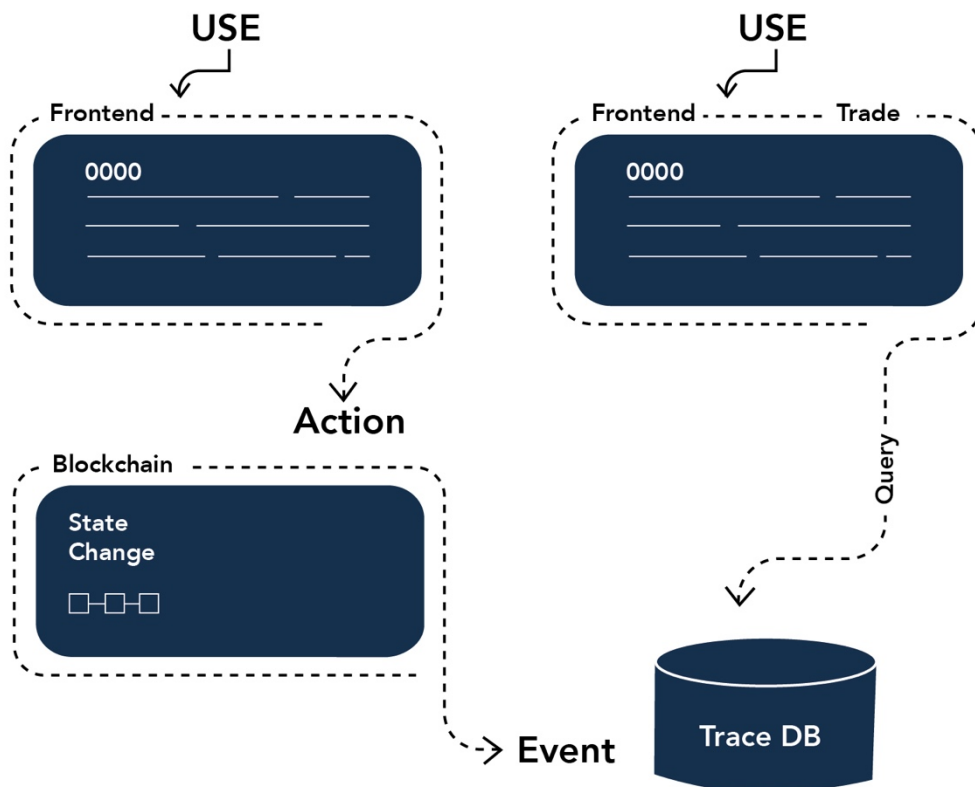 USE
USE
Frontend
Frontend
Trade
0000
0000
Action
Query
Blockchain
State
Change
Event
Trace DB